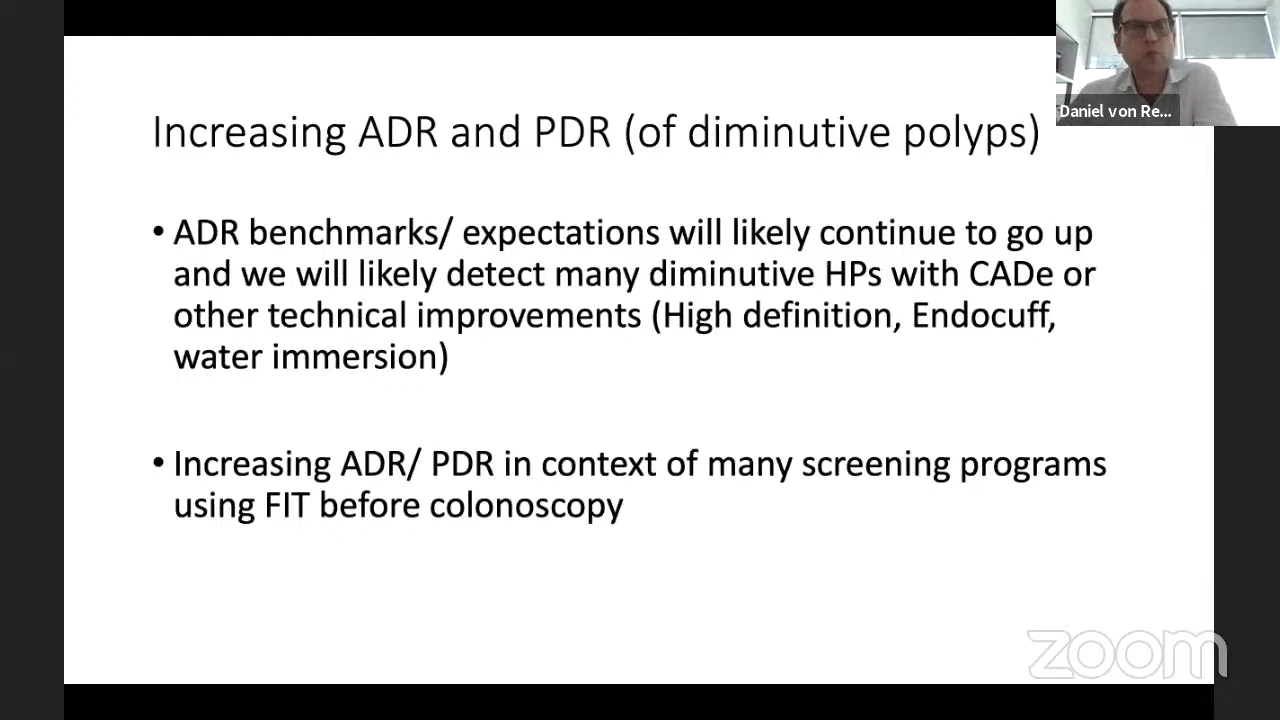 Daniel von Re...
Increasing ADR and PDR (of diminutive polyps)
• ADR benchmarks/ expectations will likely continue to go up
and we will likely detect many diminutive HPs with CADe or
other technical improvements (High definition, Endocuff,
water immersion)
• Increasing ADR/ PDR in context of many screening programs
using FIT before colonoscopy
zoom